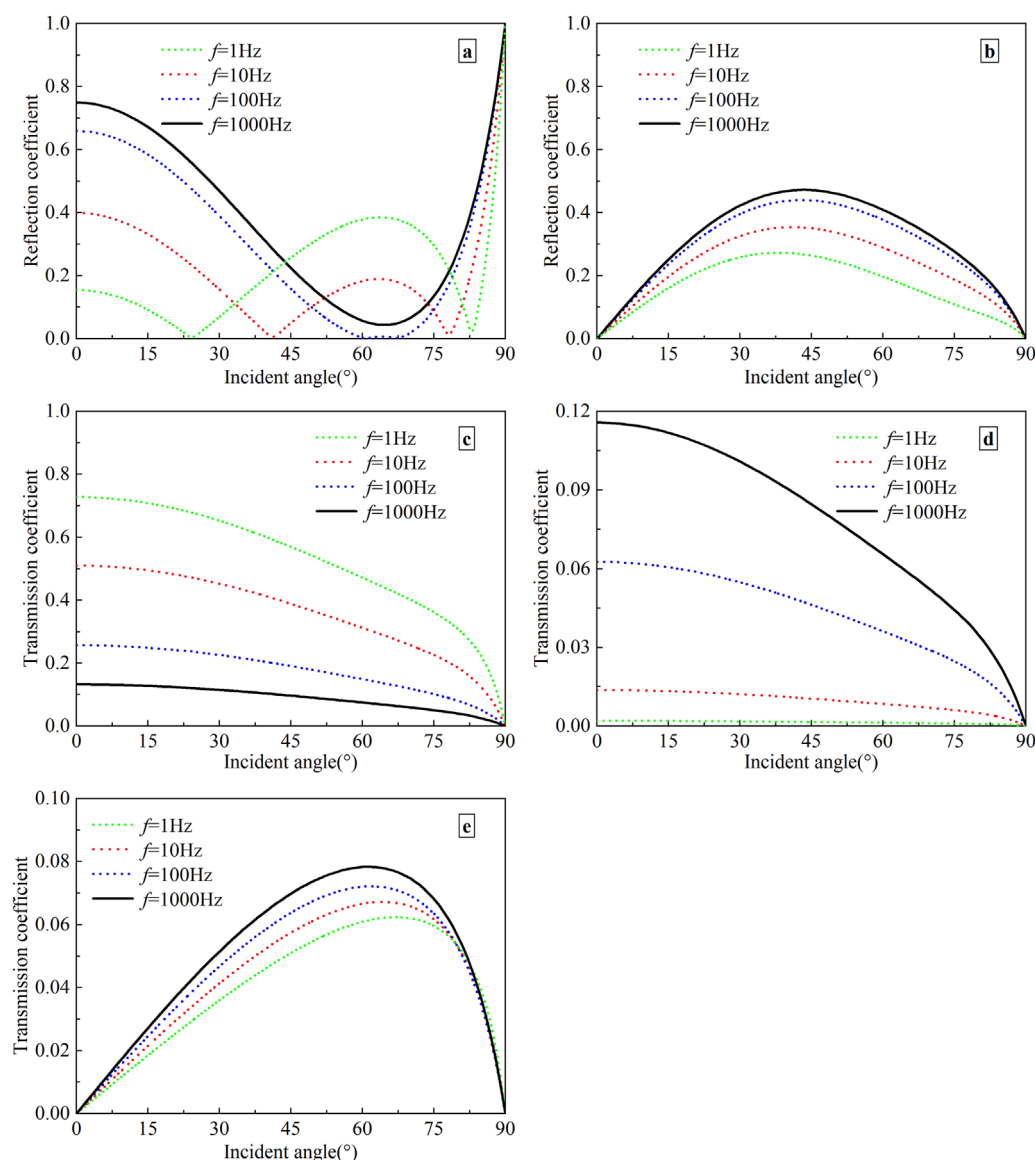 a
f=1Hz
f=10Hz
f=100Hz
f=1000Hz
Reflection coefficient
1.0
0.8
0.6
0.4
0.2
0.0
0 15 30 45 60 75 90
Incident angle(°)
b
f=1Hz
f=10Hz
f=100Hz
f=1000Hz
Reflection coefficient
1.0
0.8
0.6
0.4
0.2
0.0
0 15 30 45 60 75 90
Incident angle(°)
c
f=1Hz
f=10Hz
f=100Hz
f=1000Hz
Transmission coefficient
1.0
0.8
0.6
0.4
0.2
0.0
0 15 30 45 60 75 90
Incident angle(°)
d
f=1Hz
f=10Hz
f=100Hz
f=1000Hz
Transmission coefficient
0.12
0.09
0.06
0.03
0.00
0 15 30 45 60 75 90
Incident angle(°)
e
f=1Hz
f=10Hz
f=100Hz
f=1000Hz
Transmission coefficient
0.10
0.08
0.06
0.04
0.02
0.00
0 15 30 45 60 75 90
Incident angle(°)